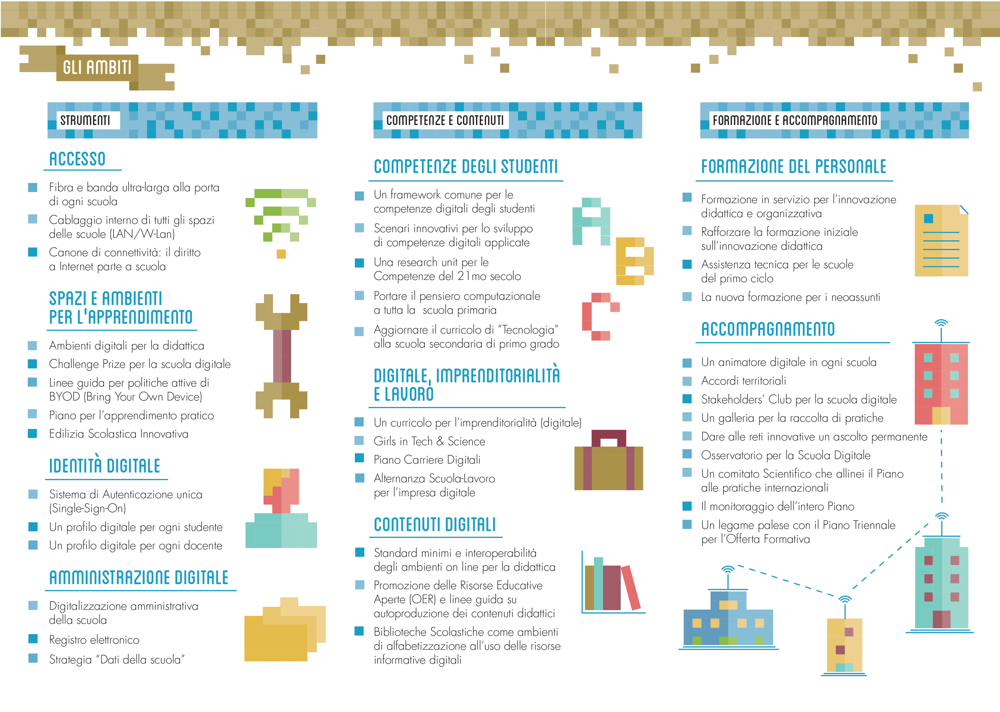 GLI AMBITI
STRUMENTI
ACCESSO
Fibra e banda ultra-larga alla porta
di ogni scuola
Cablaggio interno di tutti gli spazi
delle scuole (LAN/W-Lan)
Canone di connettività: il diritto
a Internet parte a scuola
SPAZI E AMBIENTI
PER L'APPRENDIMENTO
Ambienti digitali per la didattica
Challenge Prize per la scuola digitale
Linee guida per politiche attive di
BYOD (Bring Your Own Device)
Piano per l'apprendimento pratico
Edilizia Scolastica Innovativa
IDENTITÀ DIGITALE
Sistema di Autenticazione unica
(Single-Sign-On)
Un profilo digitale per ogni studente
Un profilo digitale per ogni docente
AMMINISTRAZIONE DIGITALE
Digitalizzazione amministrativa
della scuola
Registro elettronico
Strategia “Dati della scuola”
COMPETENZE E CONTENUTI
COMPETENZE DEGLI STUDENTI
Un framework comune per le
competenze digitali degli studenti
Scenari innovativi per lo sviluppo
di competenze digitali applicate
Una research unit per le
Competenze del 21mo secolo
Portare il pensiero computazionale
a tutta la scuola primaria
Aggiornare il curricolo di “Tecnologia”
alla scuola secondaria di primo grado
A
B
C
DIGITALE, IMPRENDITORIALITÀ
E LAVORO
Un curricolo per l'imprenditorialità (digitale)
Girls in Tech & Science
Piano Carriere Digitali
Alternanza Scuola-Lavoro
per l'impresa digitale
CONTENUTI DIGITALI
Standard minimi e interoperabilità
degli ambienti on line per la didattica
Promozione delle Risorse Educative
Aperte (OER) e linee guida su
autoproduzione dei contenuti didattici
Biblioteche Scolastiche come ambienti
di alfabetizzazione all'uso delle risorse
informative digitali
FORMAZIONE E ACCOMPAGNAMENTO
FORMAZIONE DEL PERSONALE
Formazione in servizio per l'innovazione
didattica e organizzativa
Rafforzare la formazione iniziale
sull'innovazione didattica
Assistenza tecnica per le scuole
del primo ciclo
La nuova formazione per i neoassunti
ACCOMPAGNAMENTO
Un animatore digitale in ogni scuola
Accordi territoriali
Stakeholders' Club per la scuola digitale
Un galleria per la raccolta di pratiche
Dare alle reti innovative un ascolto permanente
Osservatorio per la Scuola Digitale
Un comitato Scientifico che allinei il Piano
alle pratiche internazionali
Il monitoraggio dell'intero Piano
Un legame palese con il Piano Triennale
per l'Offerta Formativa